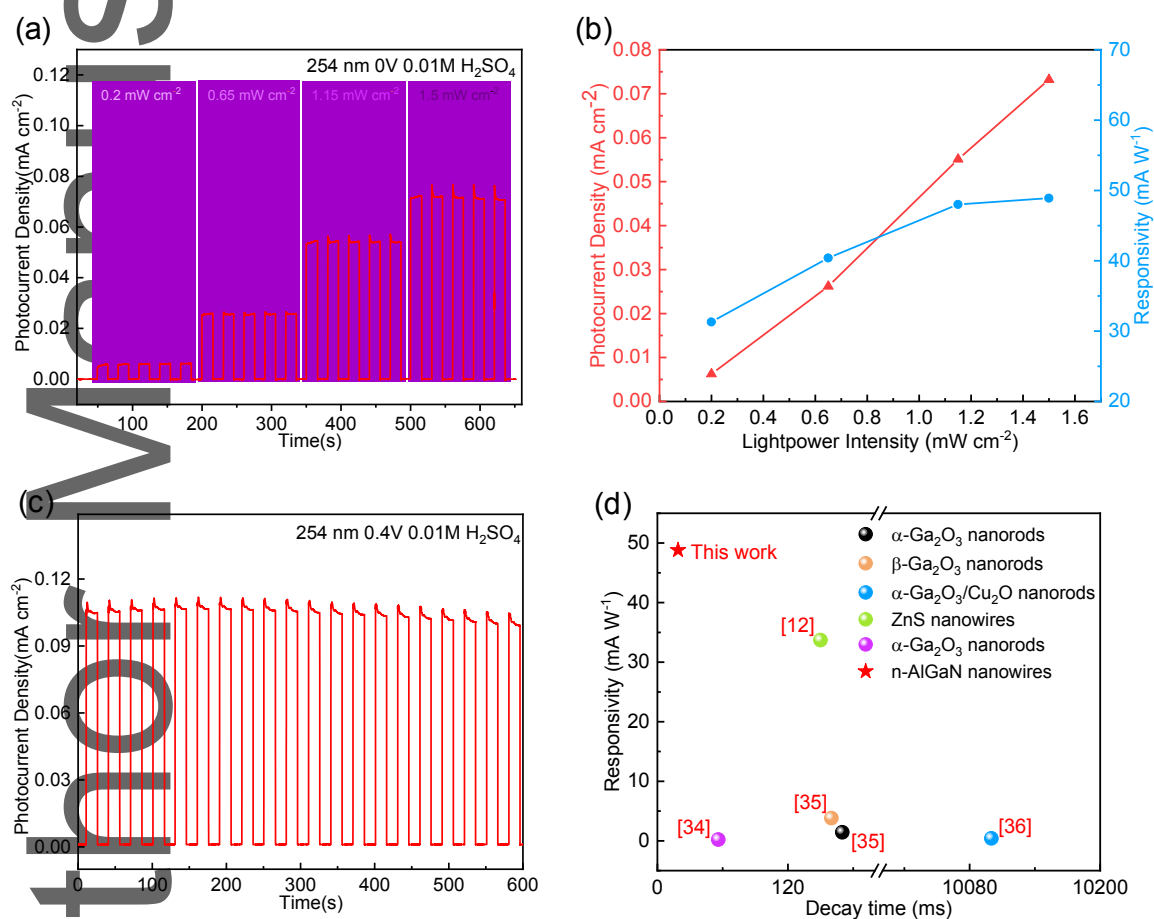 (a)
254 nm 0V 0.01M H₂SO₄
0.2 mW cm⁻²
0.65 mW cm⁻²
1.15 mW cm⁻²
1.5 mW cm⁻²
0.12
0.10
0.08
0.06
0.04
0.02
0.00
Photocurrent Density(mA cm⁻²)
100 200 300 400 500 600
Time(s)
(b)
0.08
0.07
0.06
0.05
0.04
0.03
0.02
0.01
0.00
Photocurrent Density (mA cm⁻²)
70
60
50
40
30
20
Responsivity (mA W⁻¹)
0.0 0.2 0.4 0.6 0.8 1.0 1.2 1.4 1.6
Lightpower Intensity (mW cm⁻²)
(c)
254 nm 0.4V 0.01M H₂SO₄
0.12
0.09
0.06
0.03
0.00
Photocurrent Density(mA cm⁻²)
0 100 200 300 400 500 600
Time(s)
(d)
50
40
30
20
10
0
Responsivity (mA W⁻¹)
This work
α-Ga₂O₃ nanorods
β-Ga₂O₃ nanorods
α-Ga₂O₃/Cu₂O nanorods
ZnS nanowires
α-Ga₂O₃ nanorods
n-AlGaN nanowires
[12]
[35]
[34]
[35]
[36]
0 120 10080 10200
Decay time (ms)